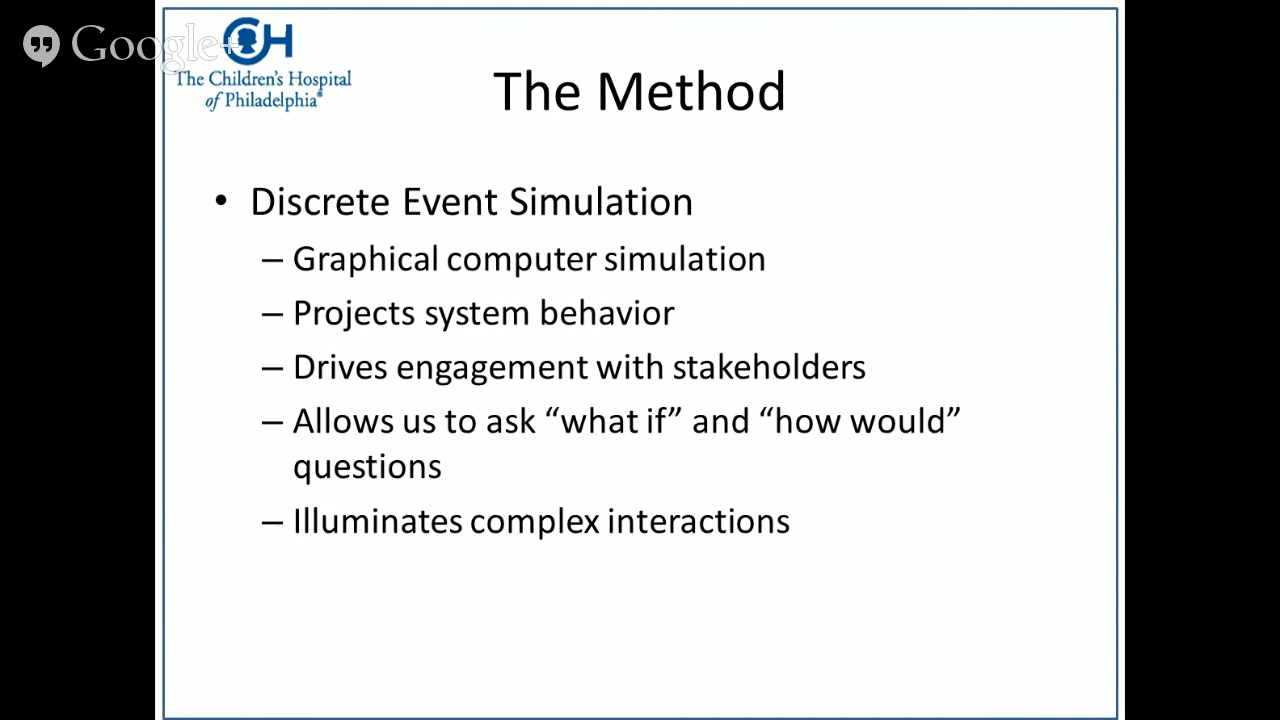 Google+
CH
The Children's Hospital
of Philadelphia®
The Method
• Discrete Event Simulation
– Graphical computer simulation
– Projects system behavior
– Drives engagement with stakeholders
– Allows us to ask “what if” and “how would”
questions
– Illuminates complex interactions